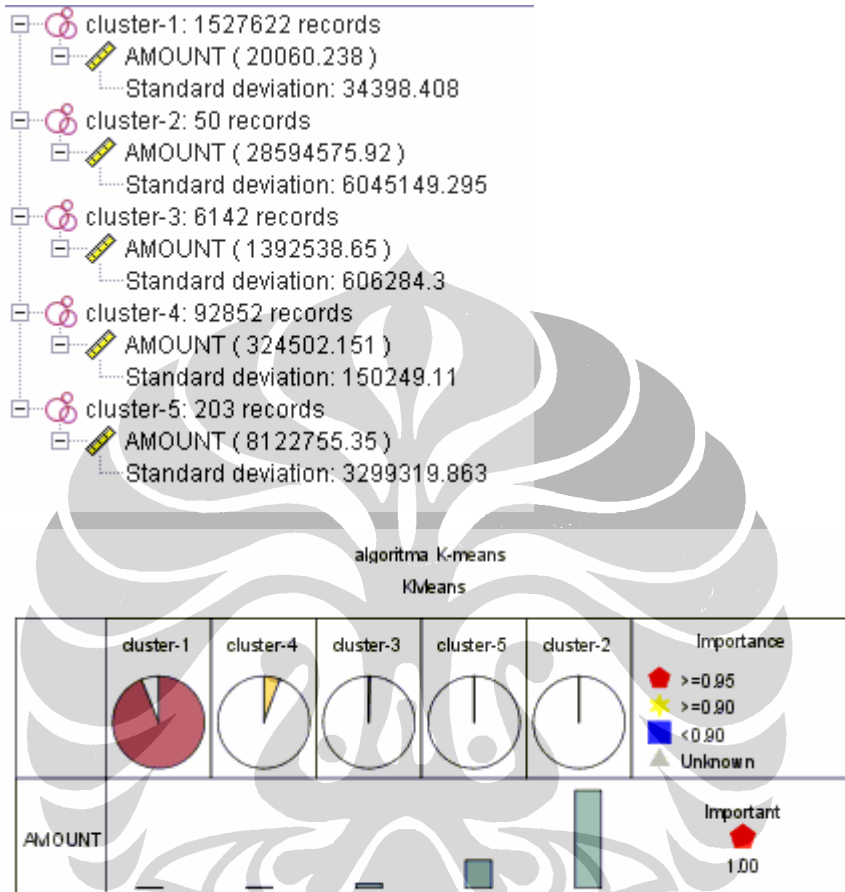 cluster-1: 1527622 records
AMOUNT ( 20060.238 )
Standard deviation: 34398.408
cluster-2: 50 records
AMOUNT ( 28594575.92 )
Standard deviation: 6045149.295
cluster-3: 6142 records
AMOUNT ( 1392538.65 )
Standard deviation: 606284.3
cluster-4: 92852 records
AMOUNT ( 324502.151 )
Standard deviation: 150249.11
cluster-5: 203 records
AMOUNT ( 8122755.35 )
Standard deviation: 3299319.863
algoritma K-means
KMeans
cluster-1 cluster-4 cluster-3 cluster-5 cluster-2 Importance
>=0.95
>=0.90
<0.90
Unknown
AMOUNT Important
1.00